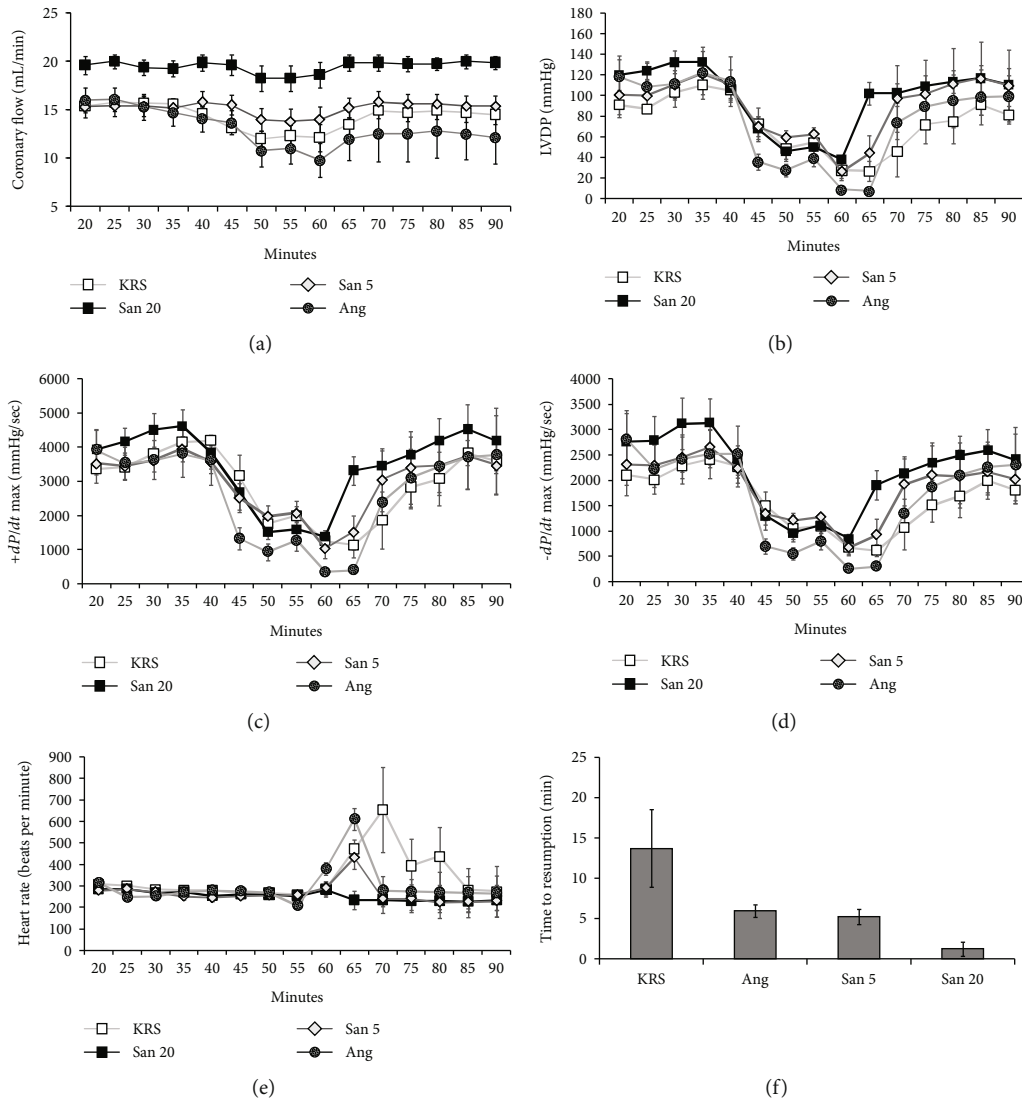 Coronary flow (mL/min)
25
20
15
10
5
20 25 30 35 40 45 50 55 60 65 70 75 80 85 90
Minutes
KRS
San 5
San 20
Ang
(a)
LVDP (mmHg)
180
160
140
120
100
80
60
40
20
0
20 25 30 35 40 45 50 55 60 65 70 75 80 85 90
Minutes
KRS
San 5
San 20
Ang
(b)
+dP/dt max (mmHg/sec)
6000
5000
4000
3000
2000
1000
0
20 25 30 35 40 45 50 55 60 65 70 75 80 85 90
Minutes
KRS
San 5
San 20
Ang
(c)
-dP/dt max (mmHg/sec)
4000
3500
3000
2500
2000
1500
1000
500
0
20 25 30 35 40 45 50 55 60 65 70 75 80 85 90
Minutes
KRS
San 5
San 20
Ang
(d)
Heart rate (beats per minute)
900
800
700
600
500
400
300
200
100
0
20 25 30 35 40 45 50 55 60 65 70 75 80 85 90
Minutes
KRS
San 5
San 20
Ang
(e)
Time to resumption (min)
25
20
15
10
5
0
KRS Ang San 5 San 20
(f)